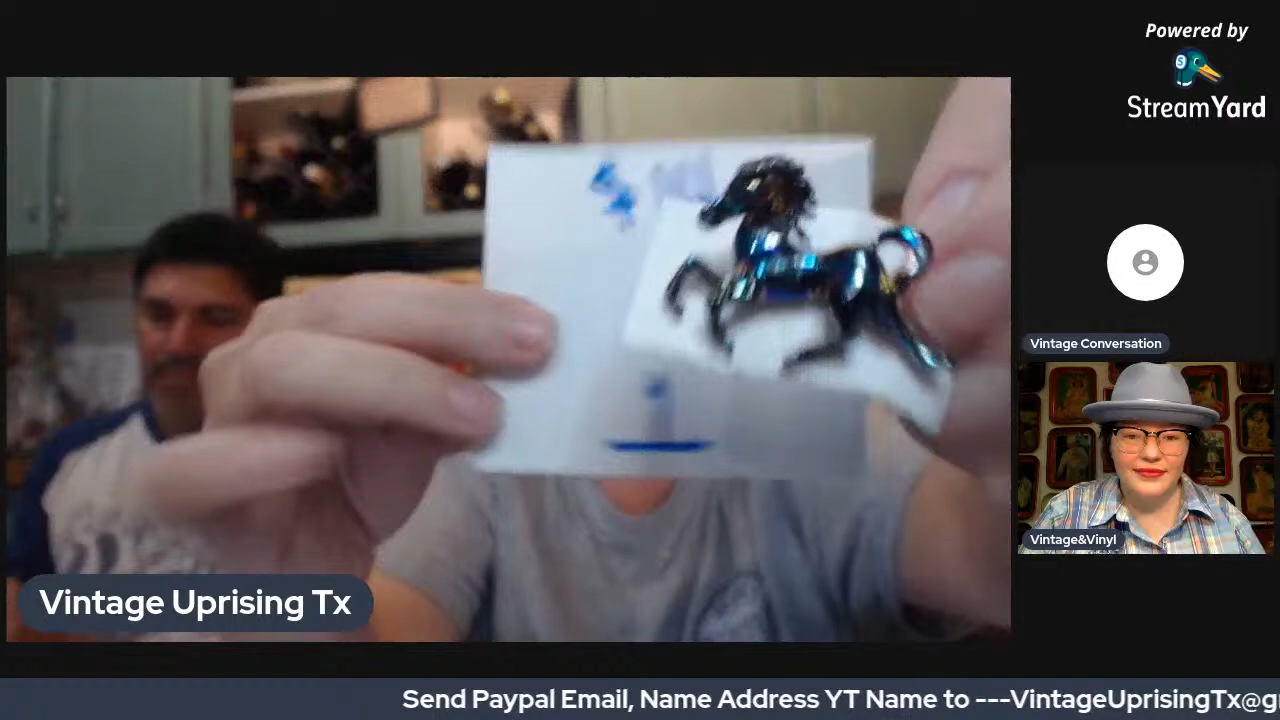 Powered by
StreamYard
Vintage Conversation
Vintage&Vinyl
Vintage Uprising Tx
Send Paypal Email, Name Address YT Name to ---VintageUprisingTx@g